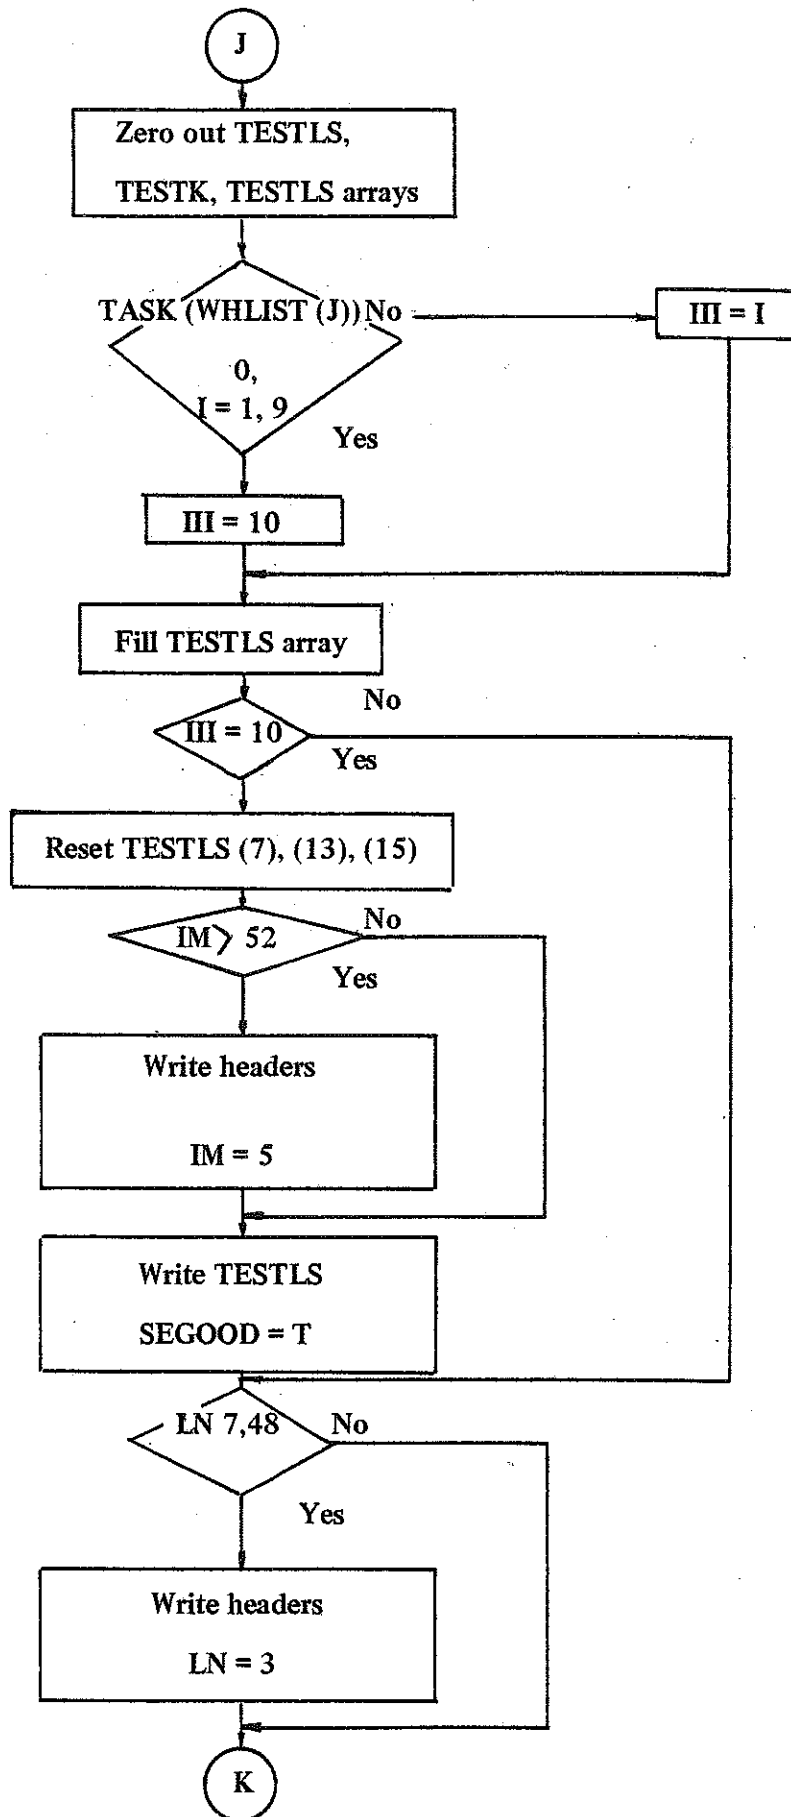 J
Zero out TESTLS,
TESTK, TESTLS arrays
TASK (WHLIST (J)) No
III = I
0,
I = 1, 9
Yes
III = 10
Fill TESTLS array
No
III = 10
Yes
Reset TESTLS (7), (13), (15)
No
IM > 52
Yes
Write headers
IM = 5
Write TESTLS
SEGOOD = T
LN 7,48 No
Yes
Write headers
LN = 3
K